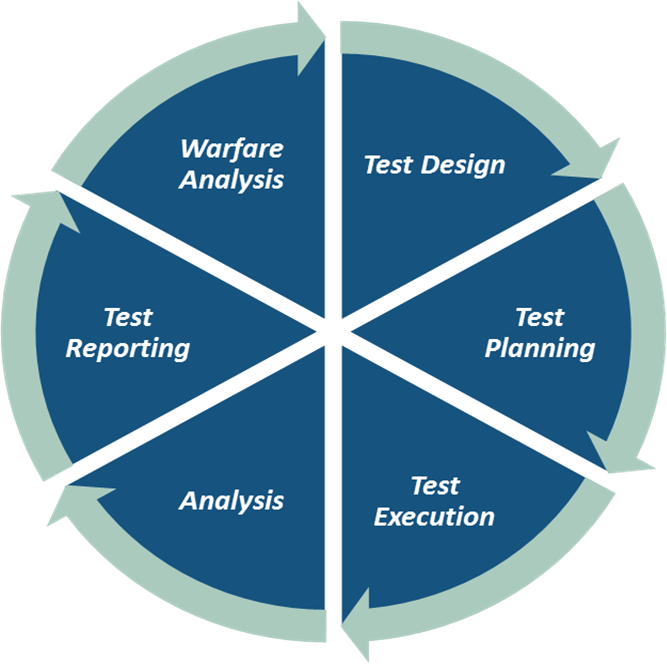 Warfare
Analysis
Test Design
Test
Planning
Test
Execution
Analysis
Test
Reporting